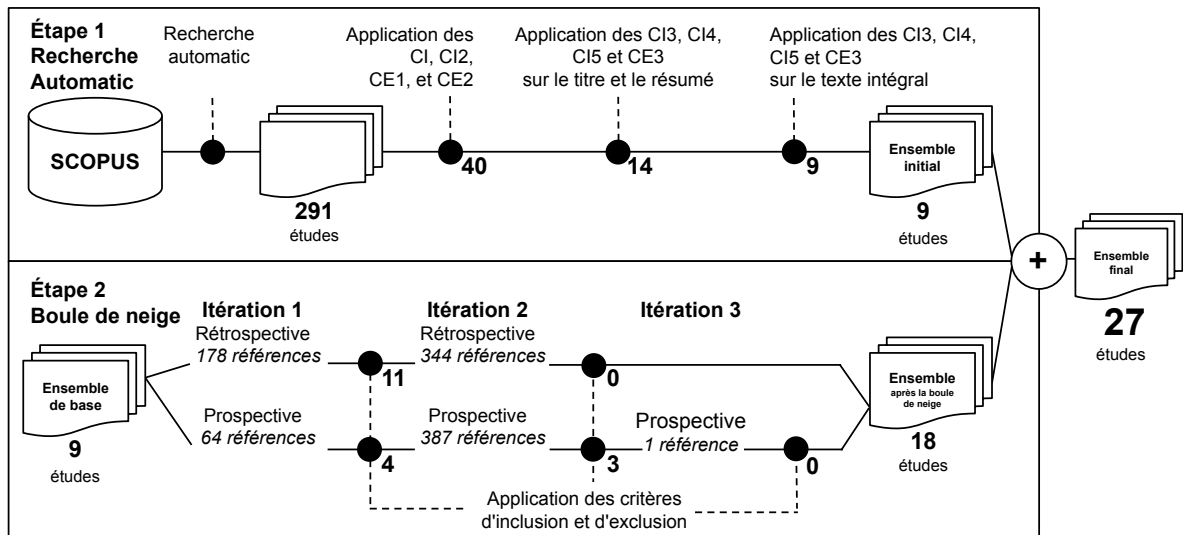 Étape 1
Recherche
Automatic
Recherche
automatic
Application des
CI, CI2,
CE1, et CE2
Application des CI3, CI4,
CI5 et CE3
sur le titre et le résumé
Application des CI3, CI4,
CI5 et CE3
sur le texte intégral
SCOPUS
291
études
40
14
9
Ensemble
initial
9
études
+
Ensemble
final
27
études
Étape 2
Boule de neige
Itération 1
Itération 2
Itération 3
Rétrospective
178 références
11
Rétrospective
344 références
0
Ensemble
de base
9
études
Prospective
64 références
4
Prospective
387 références
3
Prospective
1 référence
0
Ensemble
après la boule
de neige
18
études
Application des critères
d'inclusion et d'exclusion